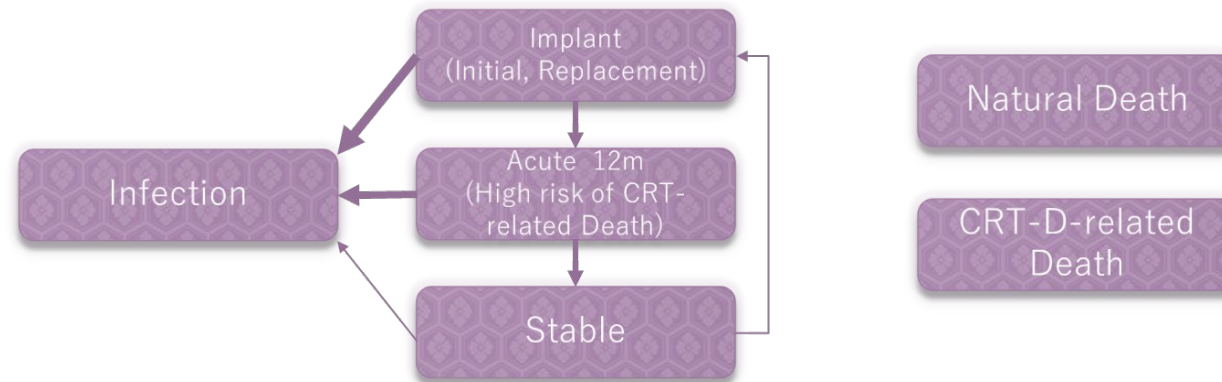 Implant
(Initial, Replacement)
Natural Death
Infection
Acute 12m
(High risk of CRT-
related Death)
CRT-D-related
Death
Stable